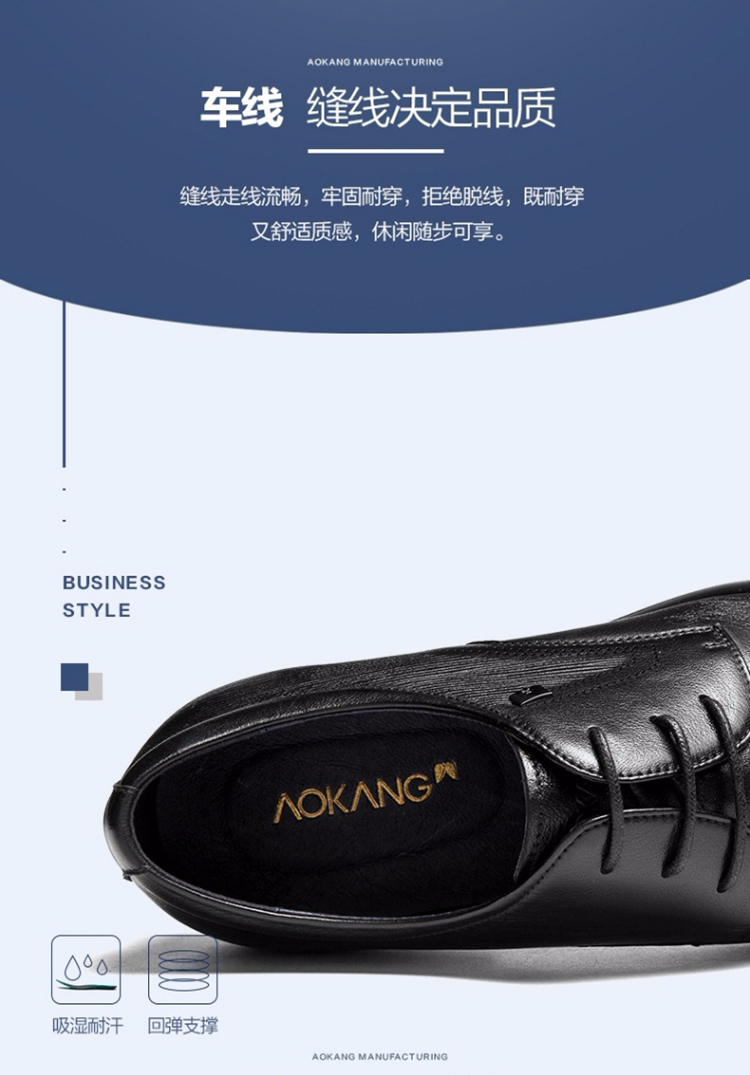 AOKANG MANUFACTURING
车线 缝线决定品质
缝线走线流畅，牢固耐穿，拒绝脱线，既耐穿
又舒适质感，休闲随步可享。
BUSINESS
STYLE
AOKANG
吸湿耐汗 回弹支撑
AOKANG MANUFACTURING